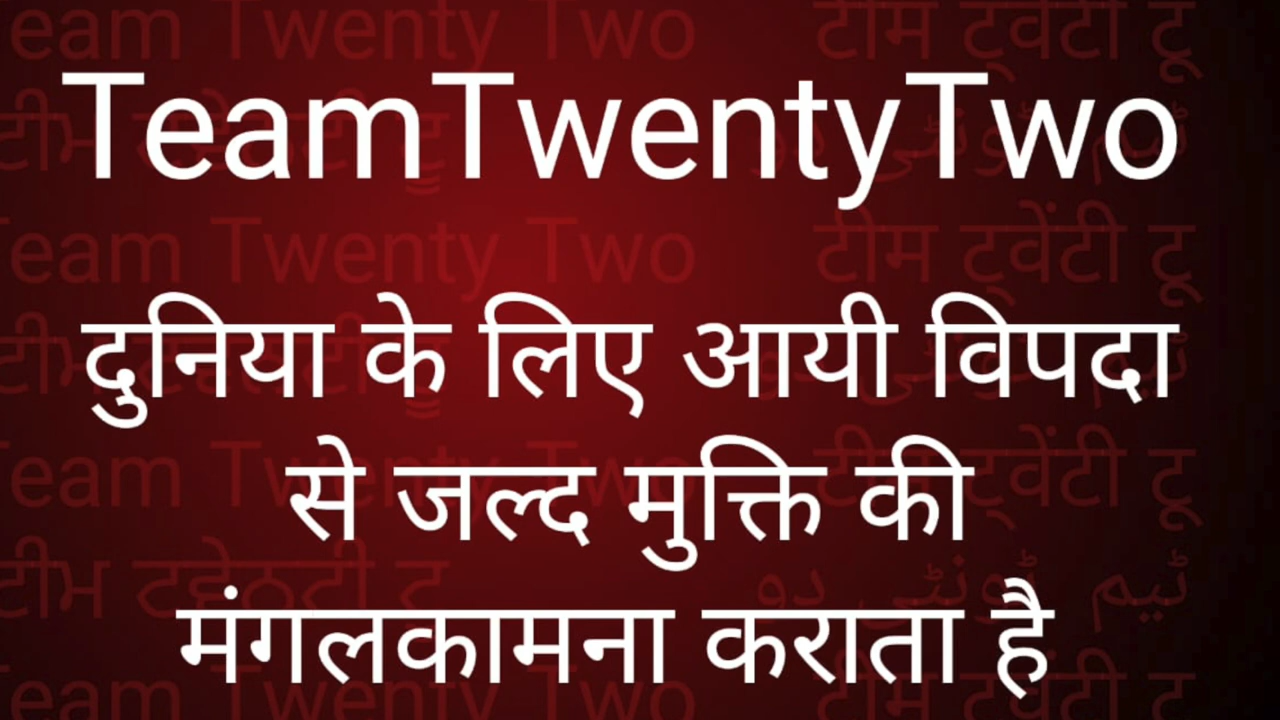 TeamTwentyTwo
दुनिया के लिए आयी विपदा
से जल्द मुक्ति की
मंगलकामना कराता है